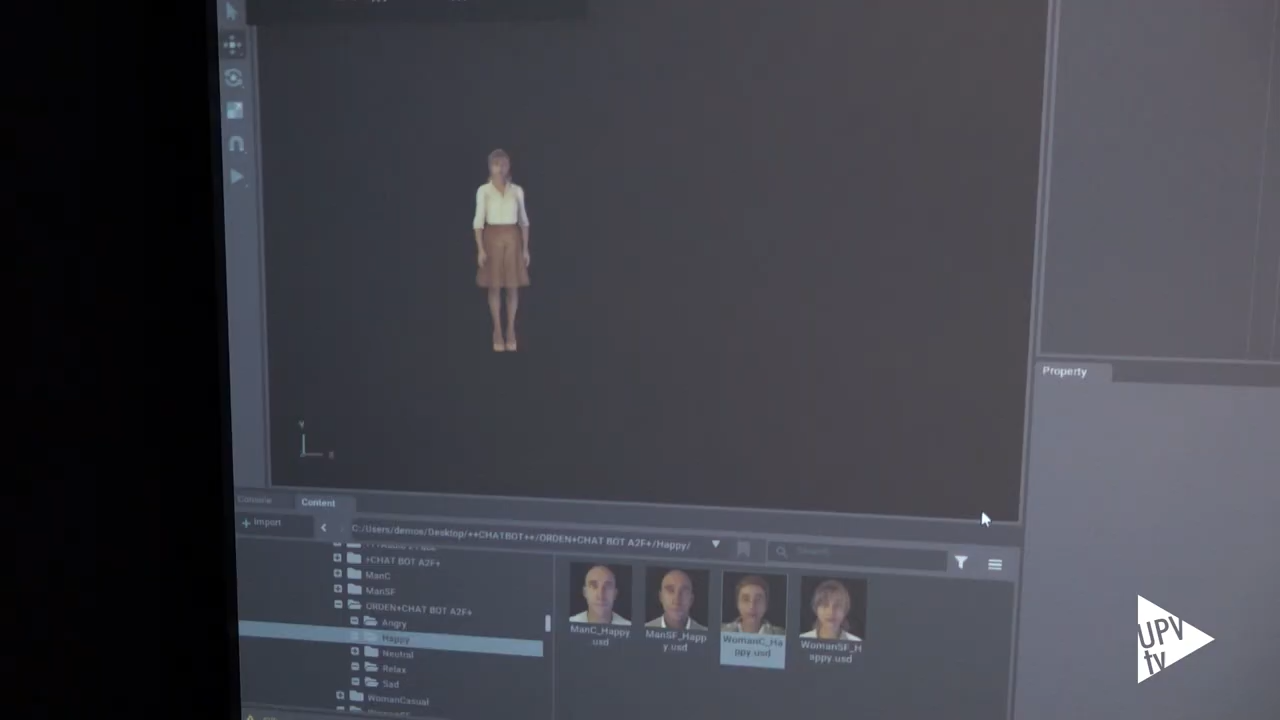 Property
Console
Content
+ Import
C:/Users/demos/Desktop/++CHATBOT++/ORDEN+CHAT BOT A2F+/Happy/
Search
+CHAT BOT A2F+
ManC
ManSF
ORDEN+CHAT BOT A2F+
Angry
Happy
Neutral
Relax
Sad
WomanCasual
ManC_Happy
.usd
ManSF_Happ
y.usd
WomanC_Ha
ppy.usd
WomanSF_H
appy.usd
Y
X
UPV
tv